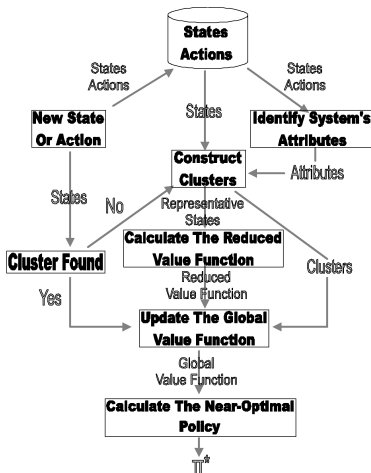 States
Actions
States
Actions
States
Actions
States
New State
Or Action
Identify System's
Attributes
Construct
Clusters
Attributes
States
No
Representative
States
Cluster Found
Calculate The Reduced
Value Function
Clusters
Reduced
Value Function
Yes
Update The Global
Value Function
Global
Value Function
Calculate The Near-Optimal
Policy
π*